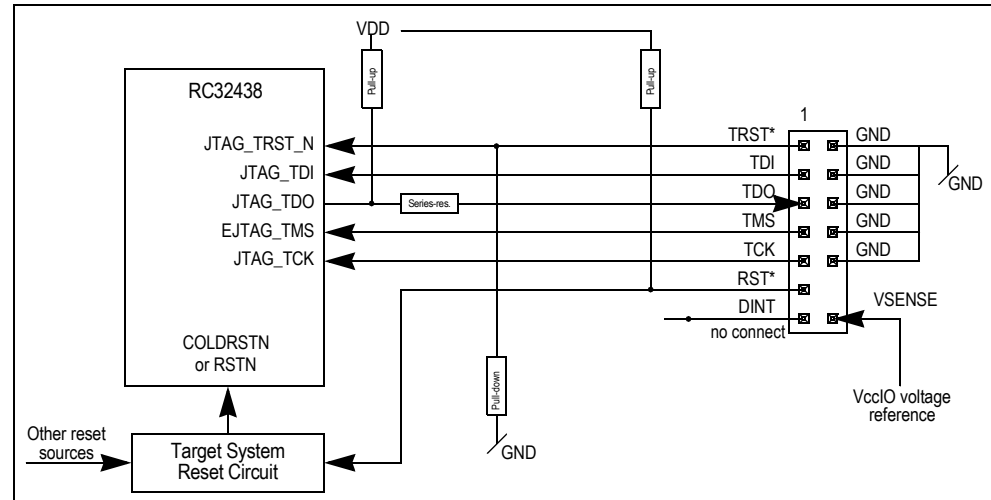 VDD
Pull-up
Pull-up
RC32438
1
JTAG_TRST_N
TRST*
GND
JTAG_TDI
TDI
GND
GND
JTAG_TDO
Series-res.
TDO
GND
EJTAG_TMS
TMS
GND
JTAG_TCK
TCK
GND
RST*
VSENSE
DINT
no connect
COLDRSTN
or RSTN
Pull-down
VccIO voltage
reference
Other reset
sources
Target System
Reset Circuit
GND